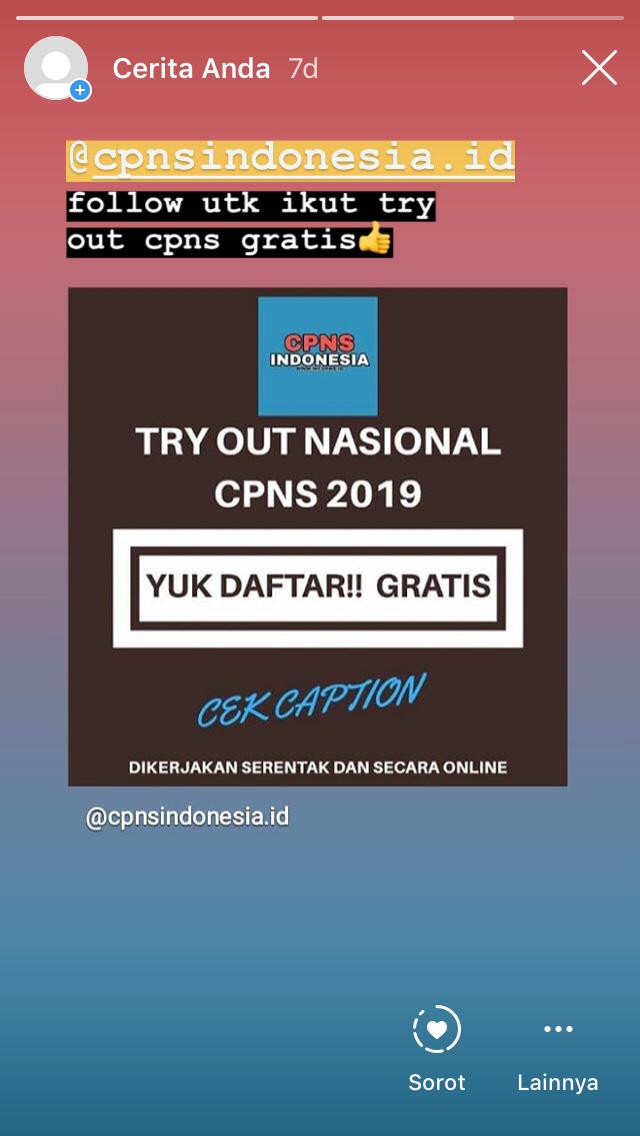 Cerita Anda 7d
@cpnsindonesia.id
follow utk ikut try
out cpns gratis👍
CPNS
INDONESIA
TRY OUT NASIONAL
CPNS 2019
YUK DAFTAR!! GRATIS
CEK CAPTION
DIKERJAKAN SERENTAK DAN SECARA ONLINE
@cpnsindonesia.id
Sorot Lainnya